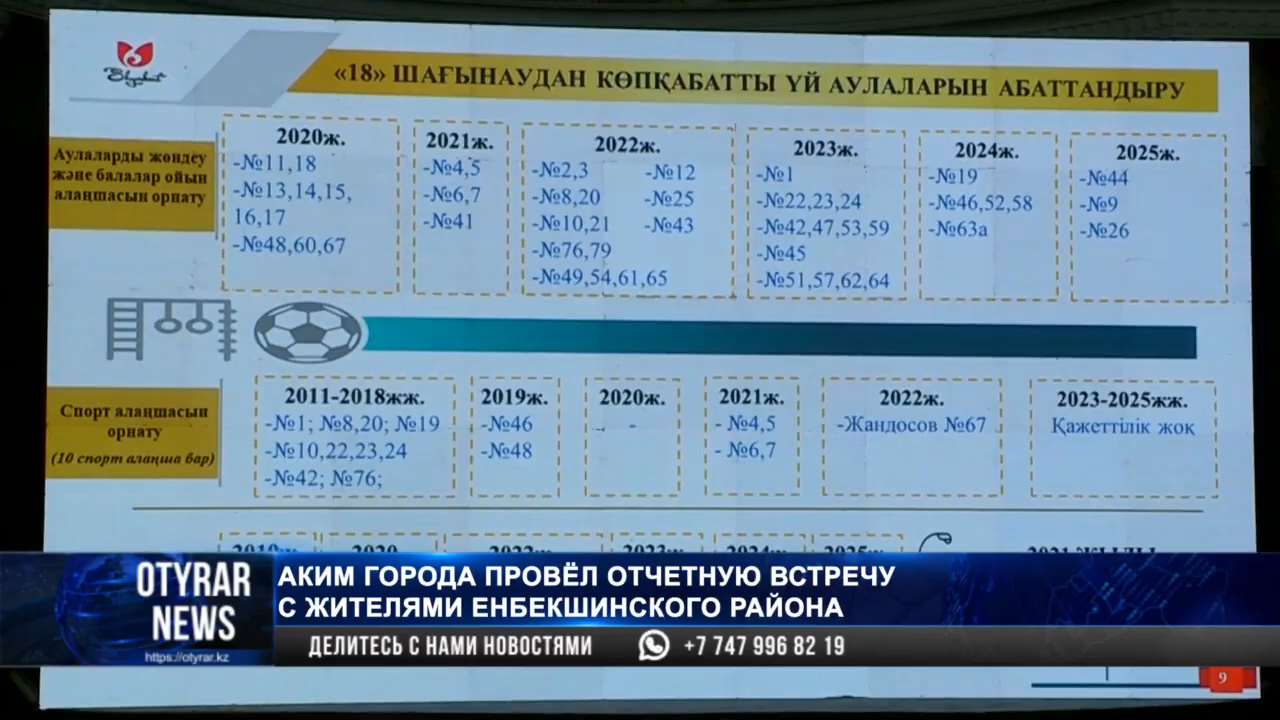 «18» ШАҒЫНАУДАН КӨПҚАБАТТЫ ҮЙ АУЛАЛАРЫН АБАТТАНДЫРУ
Аулаларды жөндеу
және балалар ойын
алаңшасын орнату
2020ж.
-№11,18
-№13,14,15,
16,17
-№48,60,67
2021ж.
-№4,5
-№6,7
-№41
2022ж.
-№2,3 -№12
-№8,20 -№25
-№10,21 -№43
-№76,79
-№49,54,61,65
2023ж.
-№1
-№22,23,24
-№42,47,53,59
-№45
-№51,57,62,64
2024ж.
-№19
-№46,52,58
-№63а
2025ж.
-№44
-№9
-№26
Спорт алаңшасын
орнату
(10 спорт алаңша бар)
2011-2018жж.
-№1; №8,20; №19
-№10,22,23,24
-№42; №76;
2019ж.
-№46
-№48
2020ж.
-
2021ж.
- №4,5
- №6,7
2022ж.
-Жандосов №67
2023-2025жж.
Қажеттілік жоқ
OTYRAR
NEWS
https://otyrar.kz
АКИМ ГОРОДА ПРОВЁЛ ОТЧЕТНУЮ ВСТРЕЧУ
С ЖИТЕЛЯМИ ЕНБЕКШИНСКОГО РАЙОНА
ДЕЛИТЕСЬ С НАМИ НОВОСТЯМИ +7 747 996 82 19
9